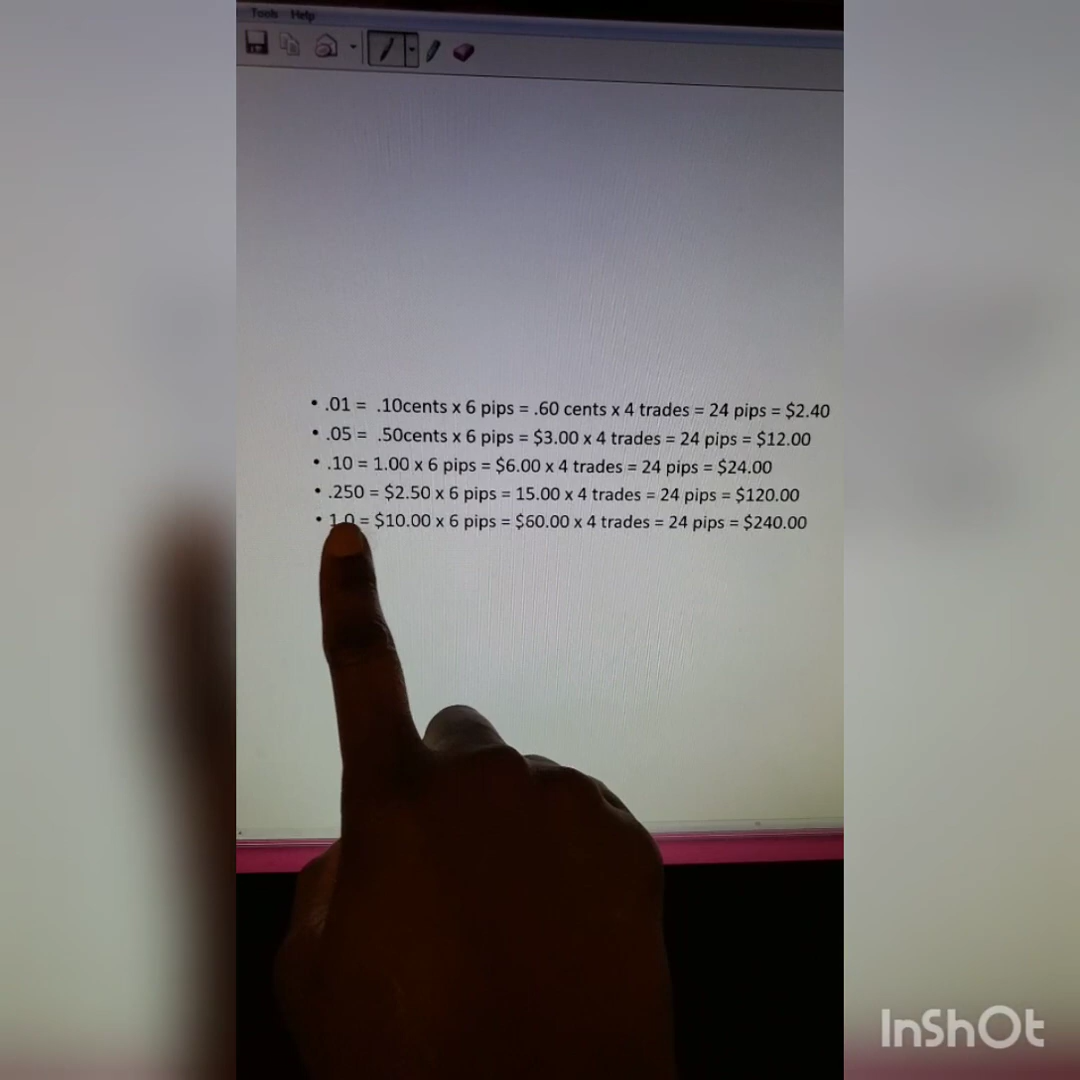 Tools Help
• .01 = .10cents x 6 pips = .60 cents x 4 trades = 24 pips = $2.40
• .05 = .50cents x 6 pips = $3.00 x 4 trades = 24 pips = $12.00
• .10 = 1.00 x 6 pips = $6.00 x 4 trades = 24 pips = $24.00
• .250 = $2.50 x 6 pips = 15.00 x 4 trades = 24 pips = $120.00
• 1.0 = $10.00 x 6 pips = $60.00 x 4 trades = 24 pips = $240.00
InShOt